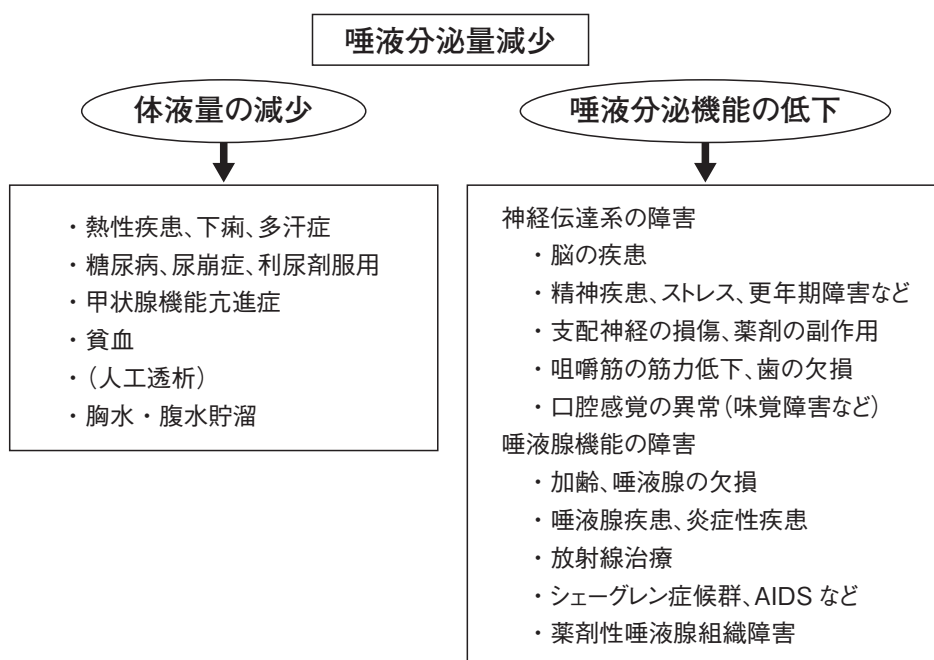 唾液分泌量減少
体液量の減少
・熱性疾患、下痢、多汗症
・糖尿病、尿崩症、利尿剤服用
・甲状腺機能亢進症
・貧血
・（人工透析）
・胸水・腹水貯溜
唾液分泌機能の低下
神経伝達系の障害
・脳の疾患
・精神疾患、ストレス、更年期障害など
・支配神経の損傷、薬剤の副作用
・咀嚼筋の筋力低下、歯の欠損
・口腔感覚の異常（味覚障害など）
唾液腺機能の障害
・加齢、唾液腺の欠損
・唾液腺疾患、炎症性疾患
・放射線治療
・シェーグレン症候群、AIDS など
・薬剤性唾液腺組織障害